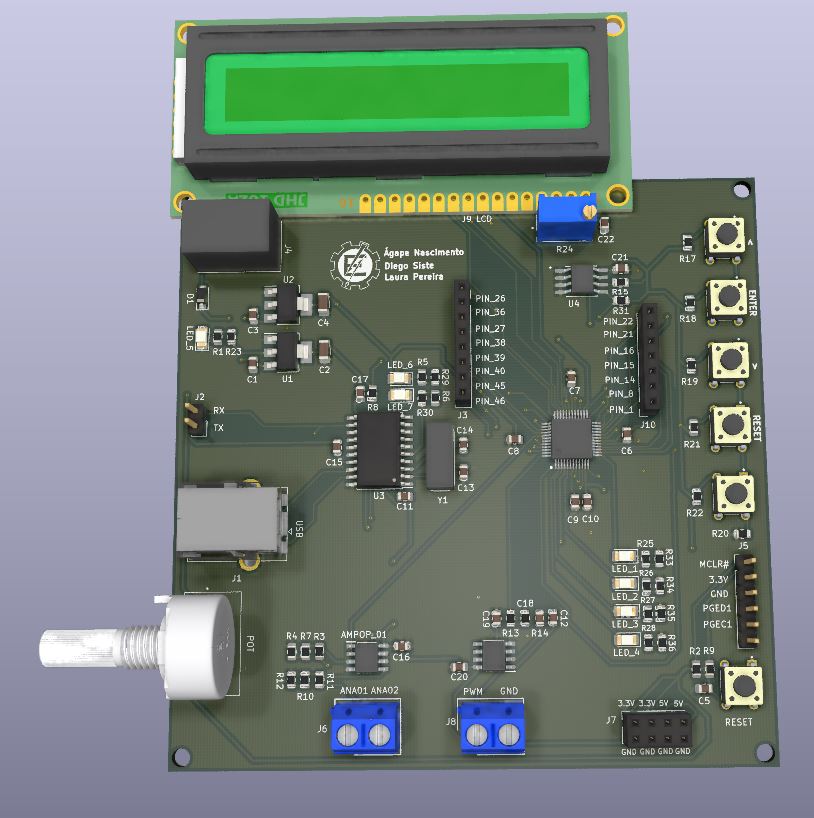 JHD 162A
J9 LCD
J4
Ágape Nascimento
Diego Siste
Laura Pereira
R24
C22
R17
^
D1
U2
C3
C4
PIN_26
PIN_36
PIN_27
PIN_38
PIN_39
PIN_40
PIN_45
PIN_46
J3
U4
C21
R15
R31
PIN_22
PIN_21
PIN_16
PIN_15
PIN_14
PIN_8
PIN_1
J10
ENTER
R18
LED_5
R1 R23
C1
U1
C2
R19
v
LED_6
R5
R29
LED_7
R6
R30
C17
R8
C7
J2
RX
TX
C15
U3
C11
C14
C13
Y1
C8
C6
R21
RESET
C9 C10
R22
R20
USB
J1
J5
MCLR#
3.3V
GND
PGED1
PGEC1
R25
LED_1
R33
R26
LED_2
R34
R27
LED_3
R35
R28
LED_4
R36
POT
R4 R7 R3
R12
R10
R11
AMPOP_01
C16
C19
C18
C12
R13
R14
C20
R2 R9
C5
RESET
ANA01 ANA02
J6
PWM GND
J8
3.3V 3.3V 5V 5V
J7
GND GND GND GND